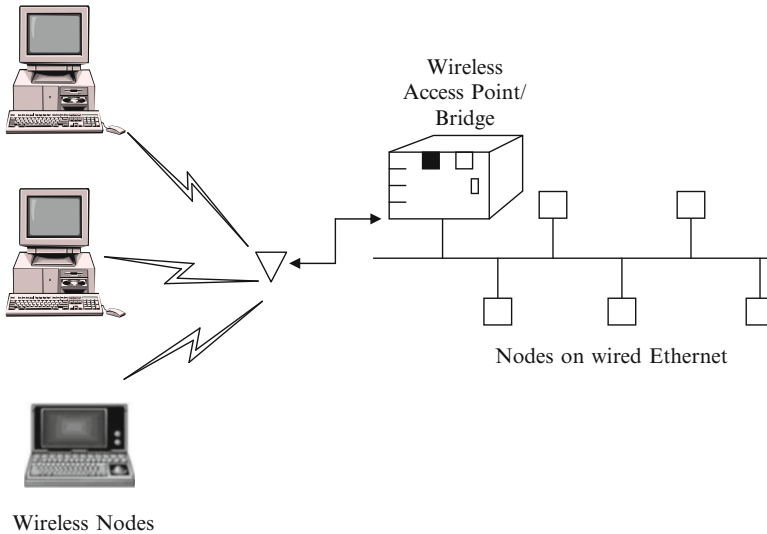 Wireless
Access Point/
Bridge
Nodes on wired Ethernet
Wireless Nodes